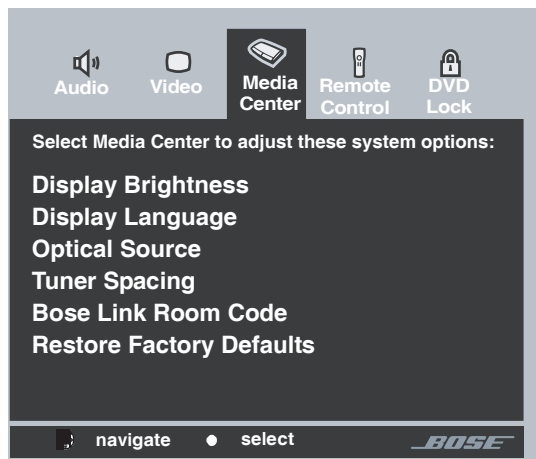 Audio
Video
Media
Center
Remote
Control
DVD
Lock
Select Media Center to adjust these system options:
Display Brightness
Display Language
Optical Source
Tuner Spacing
Bose Link Room Code
Restore Factory Defaults
navigate select
BOSE